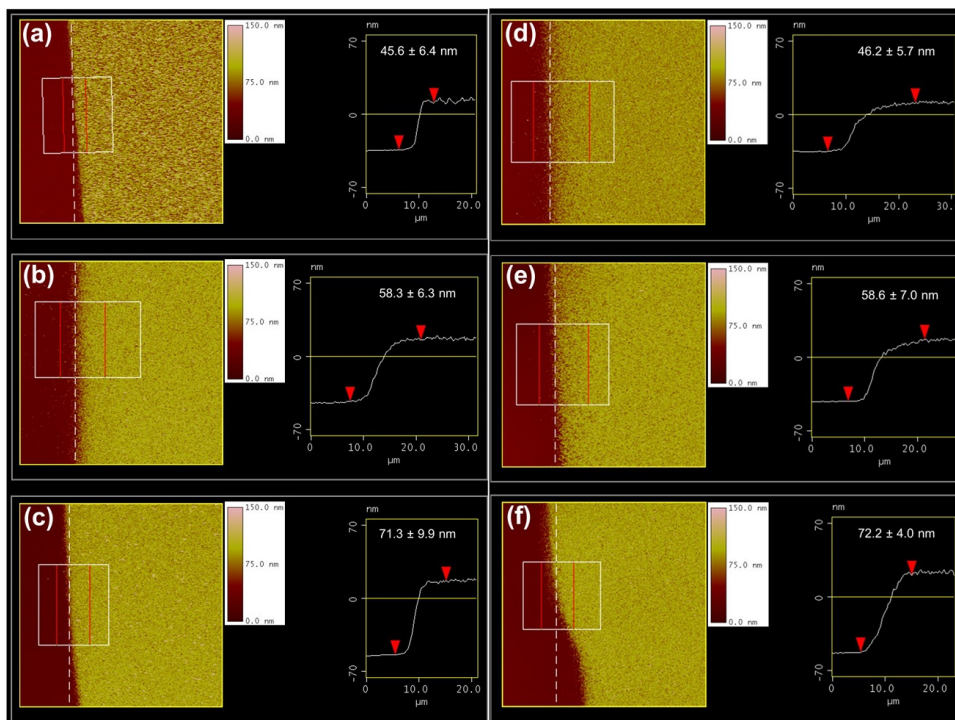 (a)
150.0 nm
75.0 nm
0.0 nm
nm
70
0
-70
45.6 ± 6.4 nm
0 10.0 20.0
µm
(d)
150.0 nm
75.0 nm
0.0 nm
nm
70
0
-70
46.2 ± 5.7 nm
0 10.0 20.0 30.0
µm
(b)
150.0 nm
75.0 nm
0.0 nm
nm
70
0
-70
58.3 ± 6.3 nm
0 10.0 20.0 30.0
µm
(e)
150.0 nm
75.0 nm
0.0 nm
nm
70
0
-70
58.6 ± 7.0 nm
0 10.0 20.0
µm
(c)
150.0 nm
75.0 nm
0.0 nm
nm
70
0
-70
71.3 ± 9.9 nm
0 10.0 20.0
µm
(f)
150.0 nm
75.0 nm
0.0 nm
nm
70
0
-70
72.2 ± 4.0 nm
0 10.0 20.0
µm